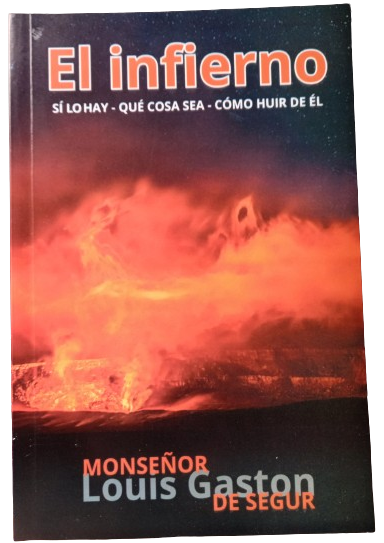 El infierno
SÍ LO HAY - QUÉ COSA SEA - CÓMO HUIR DE ÉL
MONSEÑOR
Louis Gaston
DE SEGUR